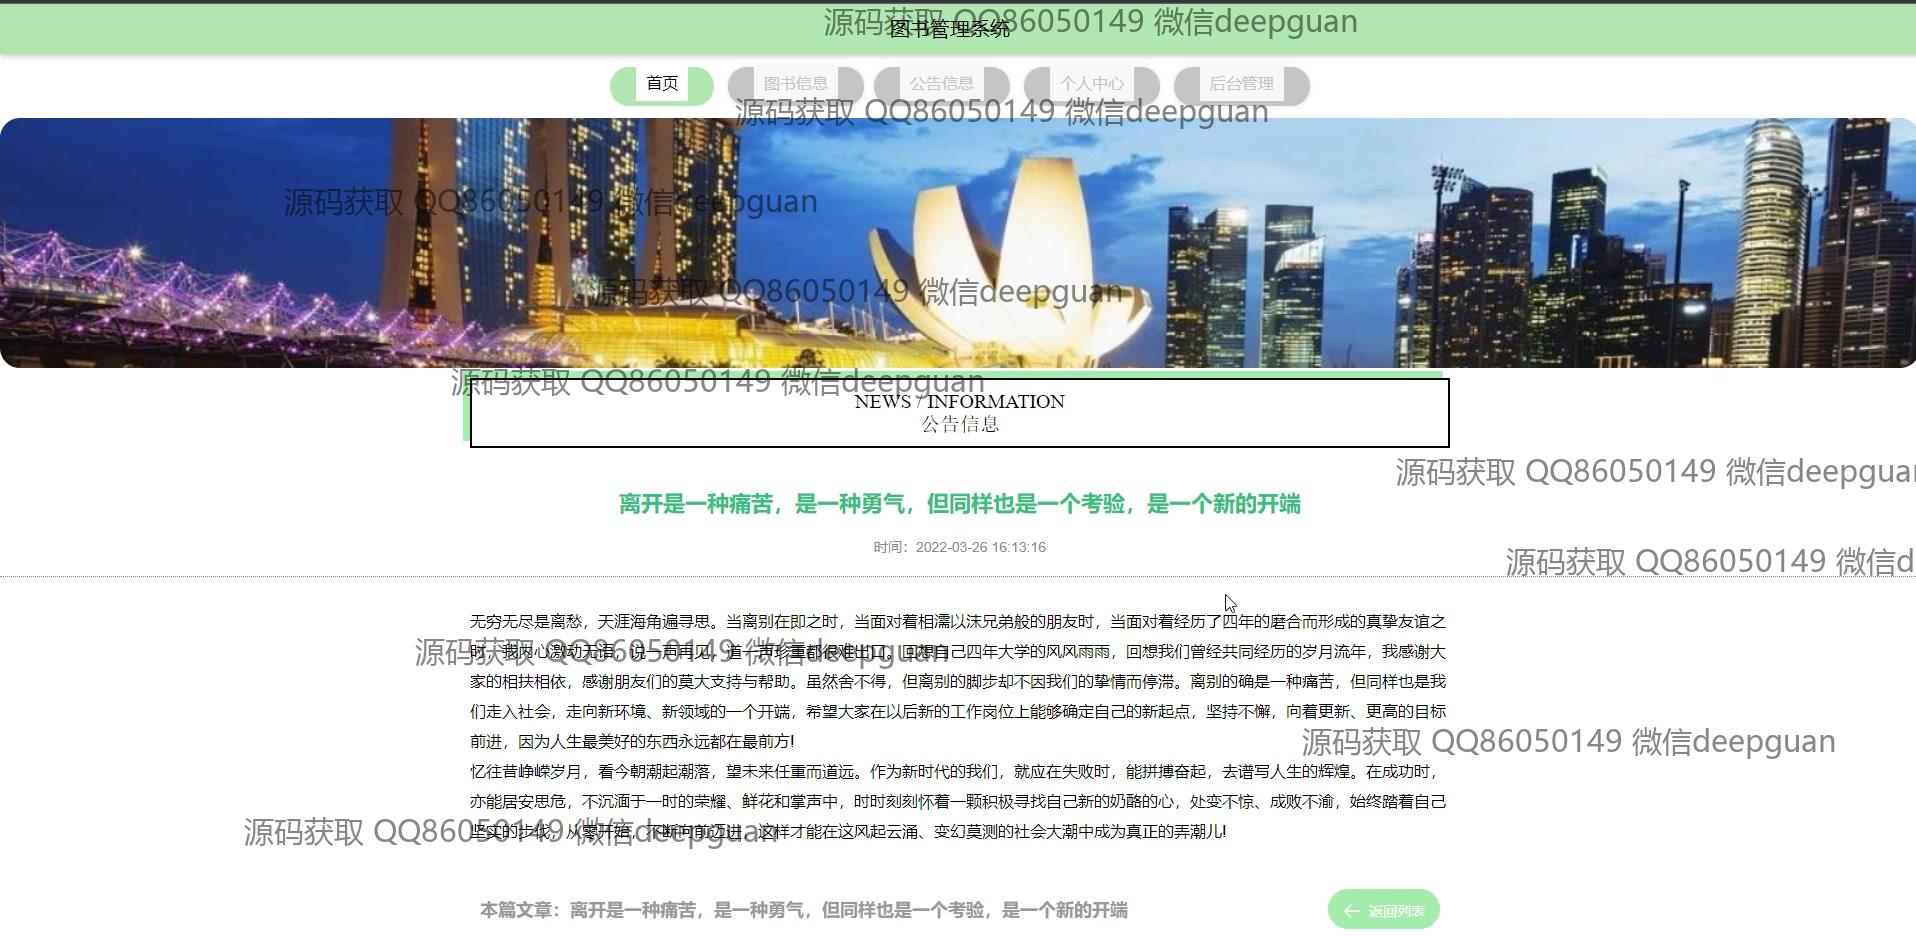 源码获取 QQ86050149 微信deepguan
图书管理系统
首页
图书信息
公告信息
个人中心
后台管理
源码获取 QQ86050149 微信deepguan
源码获取 QQ86050149 微信deepguan
源码获取 QQ86050149 微信deepguan
源码获取 QQ86050149 微信deepguan
NEWS / INFORMATION
公告信息
源码获取 QQ86050149 微信deepguan
离开是一种痛苦，是一种勇气，但同样也是一个考验，是一个新的开端
时间：2022-03-26 16:13:16
源码获取 QQ86050149 微信d
无穷无尽是离愁，天涯海角遍寻思。当离别在即之时，当面对着相濡以沫兄弟般的朋友时，当面对着经历了四年的磨合而形成的真挚友谊之
时，我内心激动无语，说一声再见，道一声珍重都很难出口。回想自己四年大学的风风雨雨，回想我们曾经共同经历的岁月流年，我感谢大
源码获取 QQ86050149 微信deepguan
家的相扶相依，感谢朋友们的莫大支持与帮助。虽然舍不得，但离别的脚步却不因我们的挚情而停滞。离别的确是一种痛苦，但同样也是我
们走入社会，走向新环境、新领域的一个开端，希望大家在以后新的工作岗位上能够确定自己的新起点，坚持不懈，向着更新、更高的目标
前进，因为人生最美好的东西永远都在最前方!
源码获取 QQ86050149 微信deepguan
忆往昔峥嵘岁月，看今朝潮起潮落，望未来任重而道远。作为新时代的我们，就应在失败时，能拼搏奋起，去谱写人生的辉煌。在成功时，
亦能居安思危，不沉湎于一时的荣耀、鲜花和掌声中，时时刻刻怀着一颗积极寻找自己新的奶酪的心，处变不惊、成败不渝，始终踏着自己
坚实的步伐，从零开始，不断向前迈进，这样才能在这风起云涌、变幻莫测的社会大潮中成为真正的弄潮儿!
源码获取 QQ86050149 微信deepguan
本篇文章：离开是一种痛苦，是一种勇气，但同样也是一个考验，是一个新的开端
返回列表